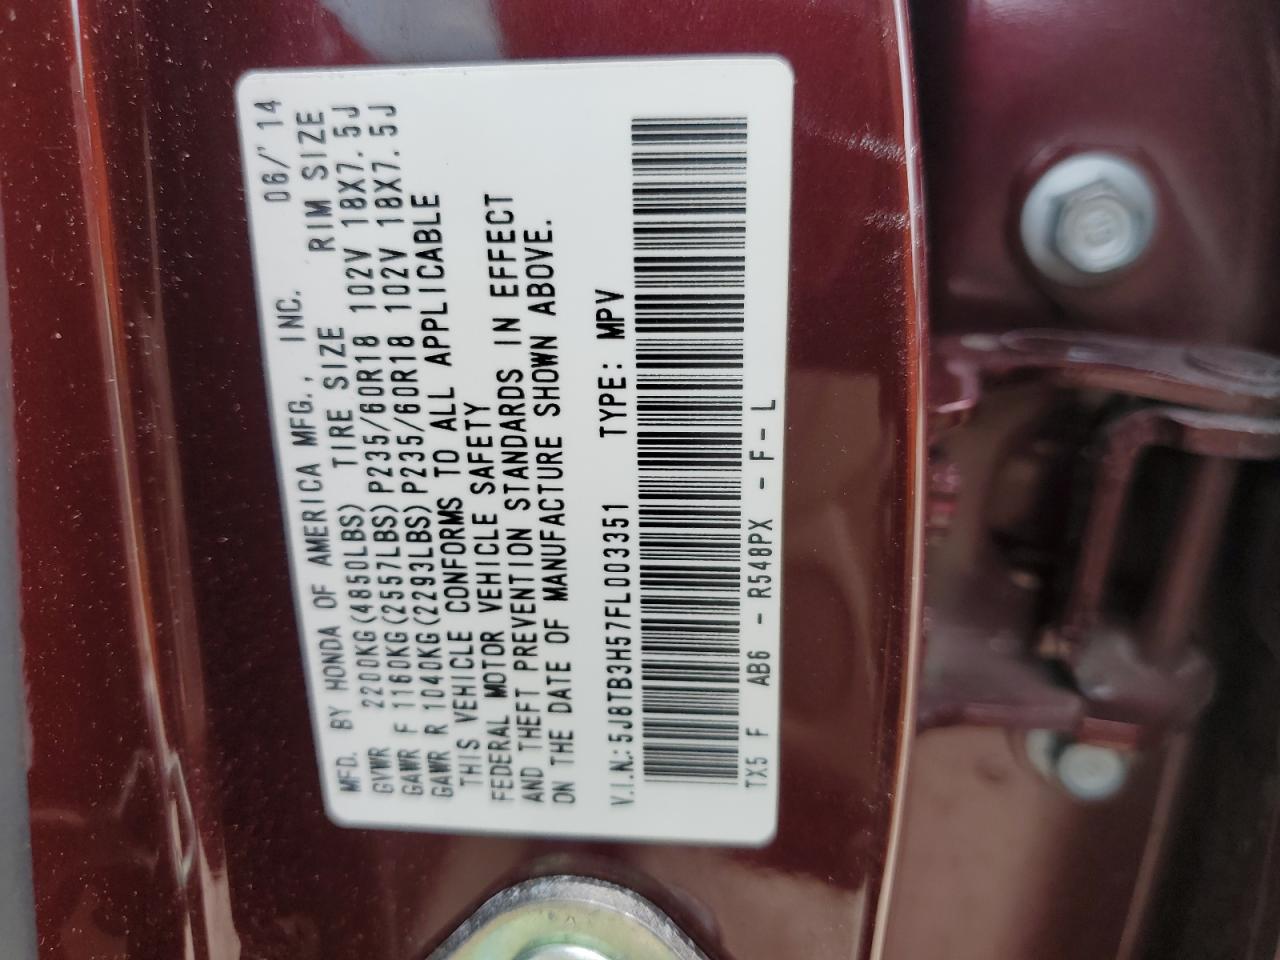 MFD. BY HONDA OF AMERICA MFG., INC. 06/'14
GVWR 2200KG(4850LBS) TIRE SIZE RIM SIZE
GAWR F 1160KG(2557LBS)P235/60R18 102V 18X7.5J
GAWR R 1040KG(2293LBS)P235/60R18 102V 18X7.5J
THIS VEHICLE CONFORMS TO ALL APPLICABLE
FEDERAL MOTOR VEHICLE SAFETY
AND THEFT PREVENTION STANDARDS IN EFFECT
ON THE DATE OF MANUFACTURE SHOWN ABOVE.
V.I.N.:5J8TB3H57FL003351 TYPE: MPV
TX5 F AB6 - R548PX - F - L